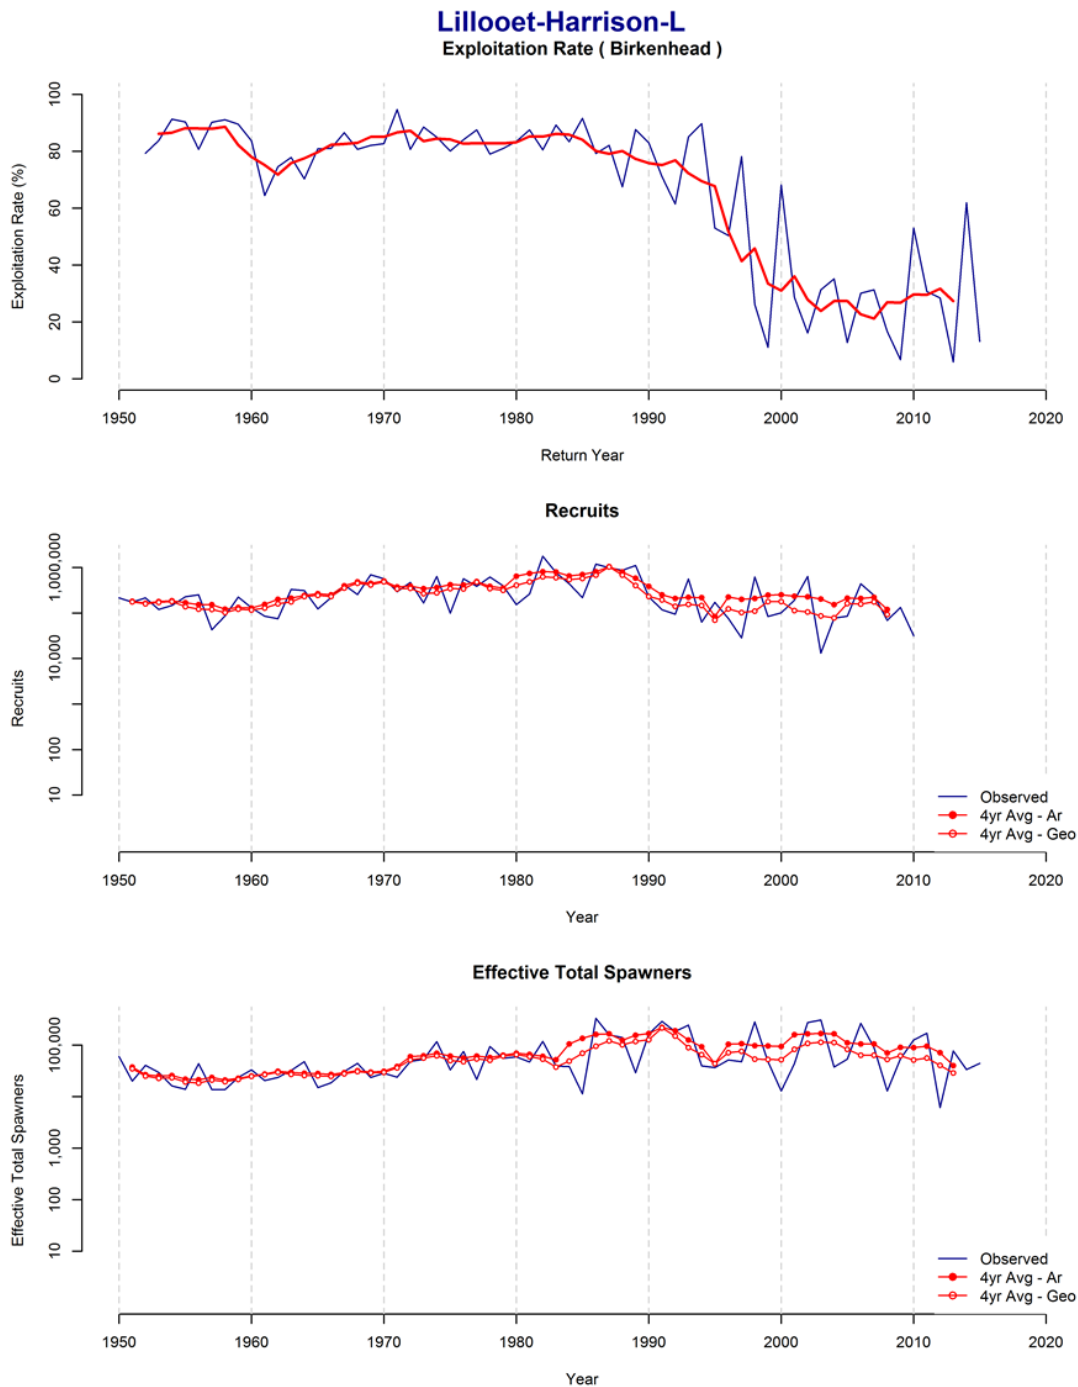 Lillooet-Harrison-L
Exploitation Rate ( Birkenhead )
Exploitation Rate (%)
100
80
60
40
20
0
1950 1960 1970 1980 1990 2000 2010 2020
Return Year
Recruits
Recruits
1,000,000
10,000
100
10
Observed
4yr Avg - Ar
4yr Avg - Geo
1950 1960 1970 1980 1990 2000 2010 2020
Year
Effective Total Spawners
Effective Total Spawners
100,000
1,000
100
10
Observed
4yr Avg - Ar
4yr Avg - Geo
1950 1960 1970 1980 1990 2000 2010 2020
Year